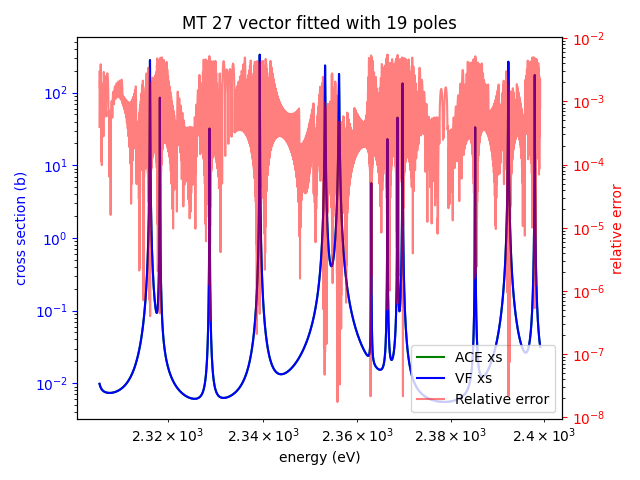 MT 27 vector fitted with 19 poles
10²
10¹
10⁰
10⁻¹
10⁻²
cross section (b)
10⁻²
10⁻³
10⁻⁴
10⁻⁵
10⁻⁶
10⁻⁷
10⁻⁸
relative error
ACE xs
VF xs
Relative error
2.32 × 10³ 2.34 × 10³ 2.36 × 10³ 2.38 × 10³ 2.4 × 10³
energy (eV)